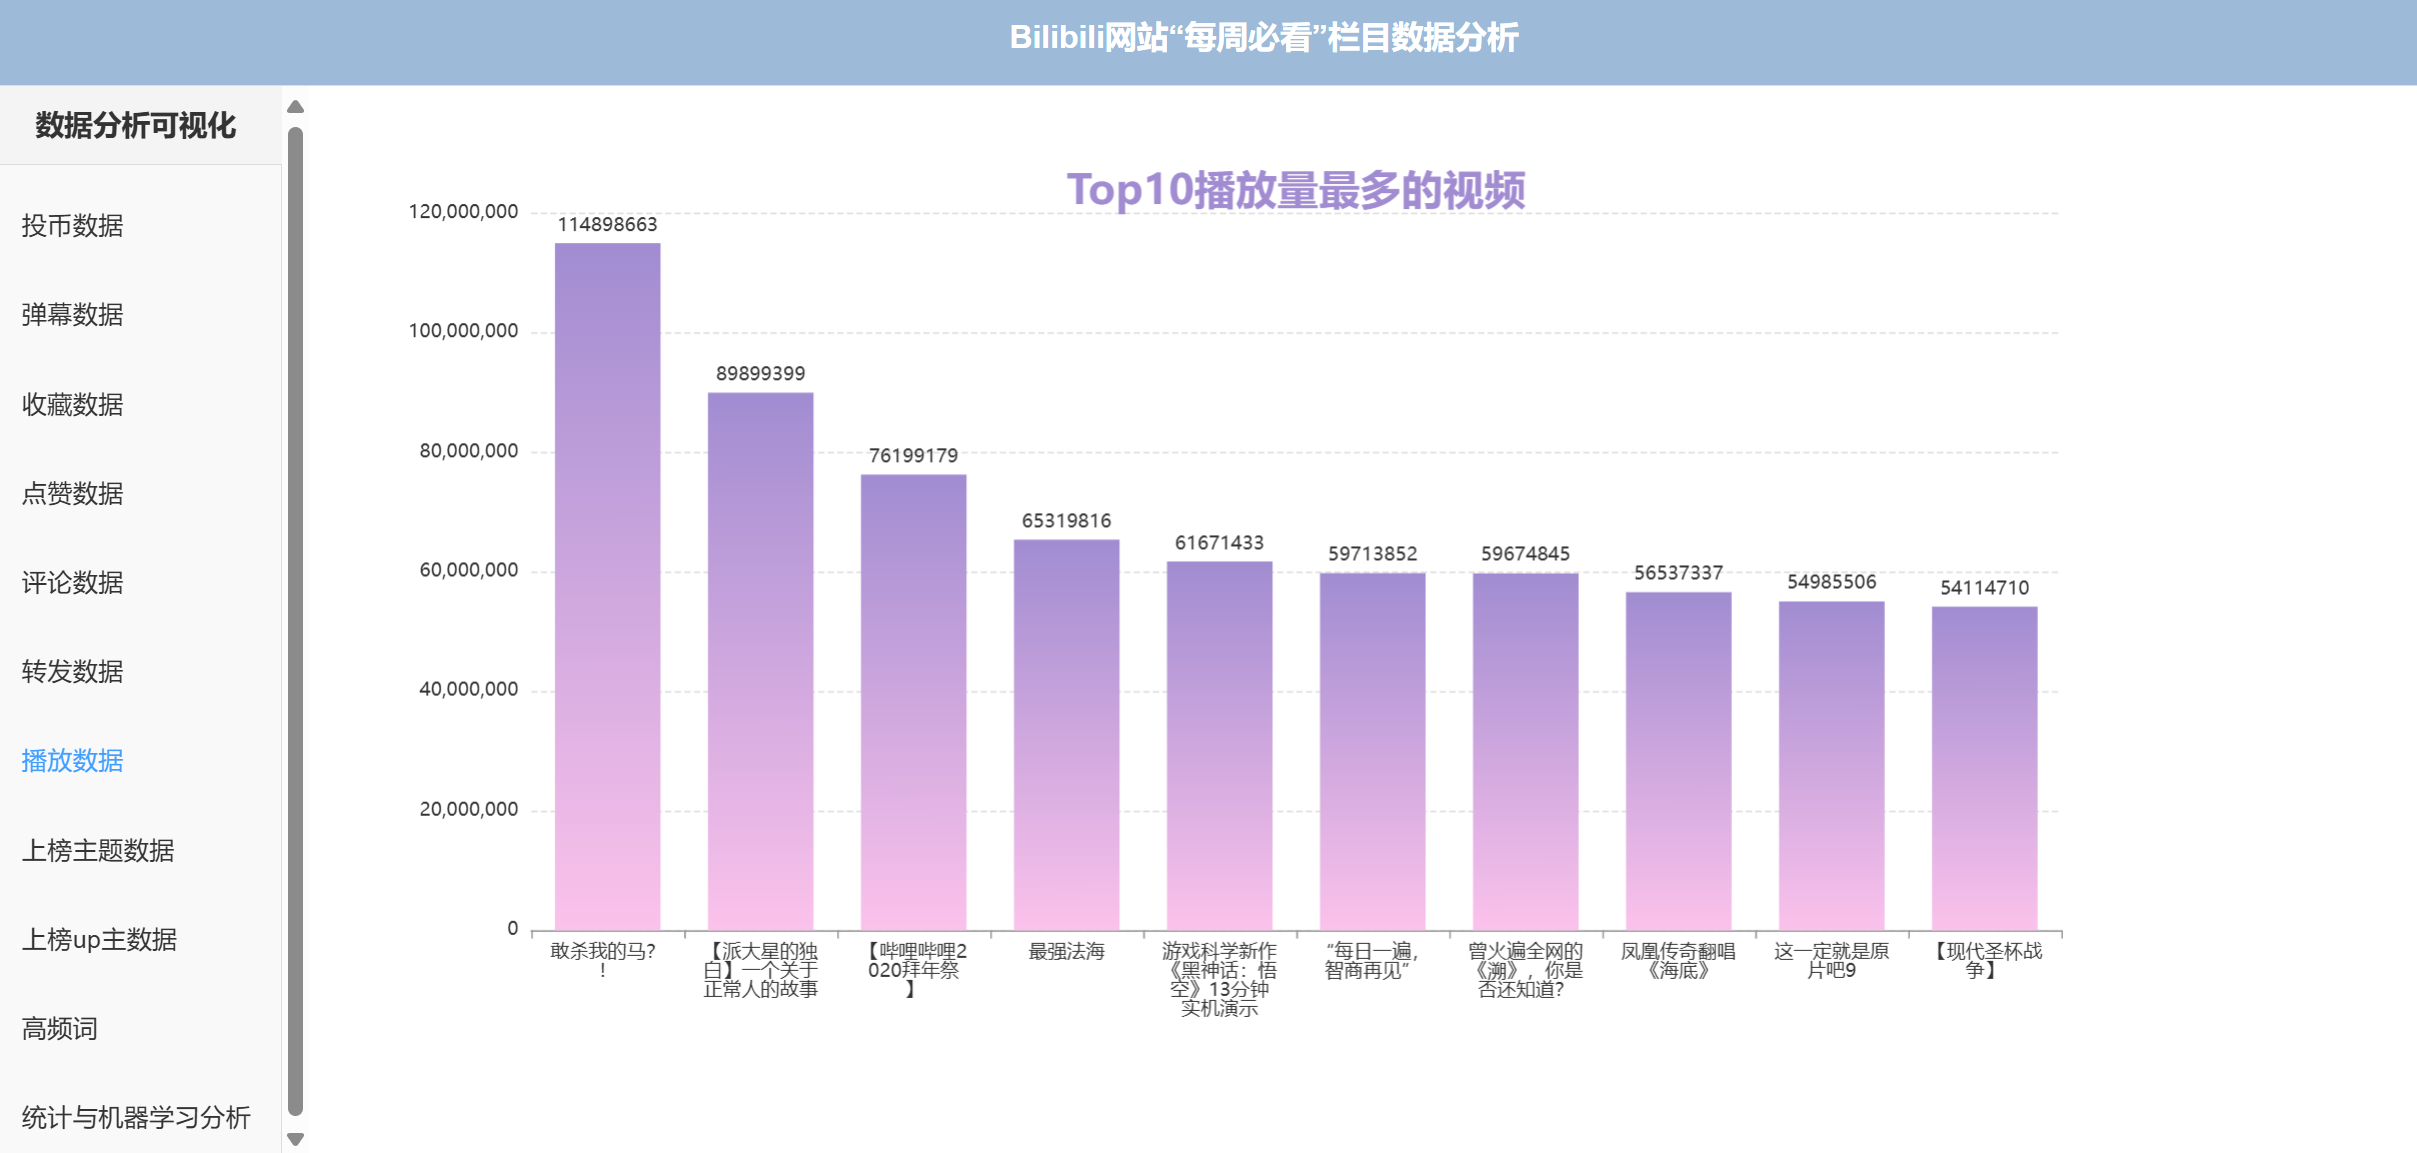 Bilibili网站“每周必看”栏目数据分析
数据分析可视化
投币数据
弹幕数据
收藏数据
点赞数据
评论数据
转发数据
播放数据
上榜主题数据
上榜up主数据
高频词
统计与机器学习分析
Top10播放量最多的视频
120,000,000
100,000,000
80,000,000
60,000,000
40,000,000
20,000,000
0
114898663
89899399
76199179
65319816
61671433
59713852
59674845
56537337
54985506
54114710
敢杀我的马？
！
【派大星的独
白】一个关于
正常人的故事
【哔哩哔哩2
020拜年祭
】
最强法海
游戏科学新作
《黑神话：悟
空》13分钟
实机演示
“每日一遍，
智商再见”
曾火遍全网的
《溯》，你是
否还知道？
凤凰传奇翻唱
《海底》
这一定就是原
片吧9
【现代圣杯战
争】